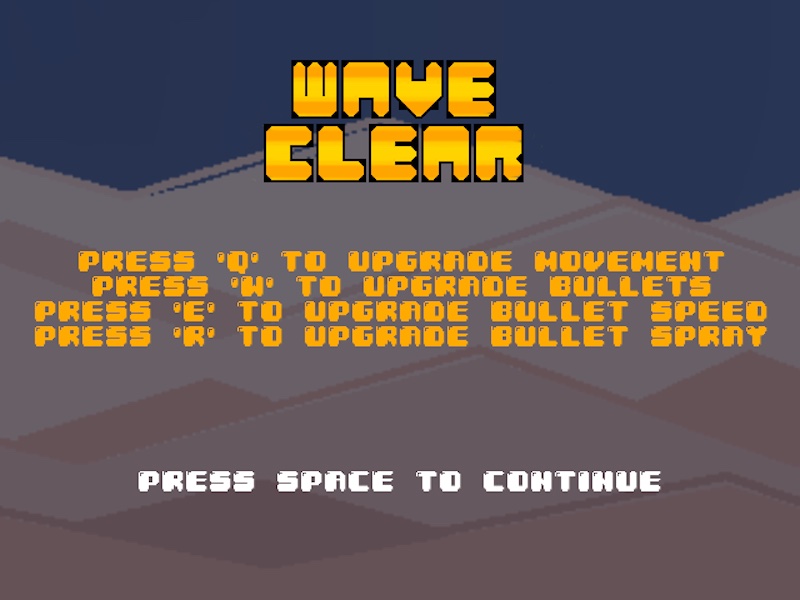 WAVE
CLEAR
PRESS 'Q' TO UPGRADE MOVEMENT
PRESS 'W' TO UPGRADE BULLETS
PRESS 'E' TO UPGRADE BULLET SPEED
PRESS 'R' TO UPGRADE BULLET SPRAY
PRESS SPACE TO CONTINUE